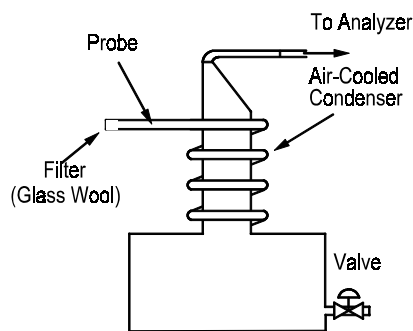 To Analyzer
Probe
Air-Cooled
Condenser
Filter
(Glass Wool)
Valve